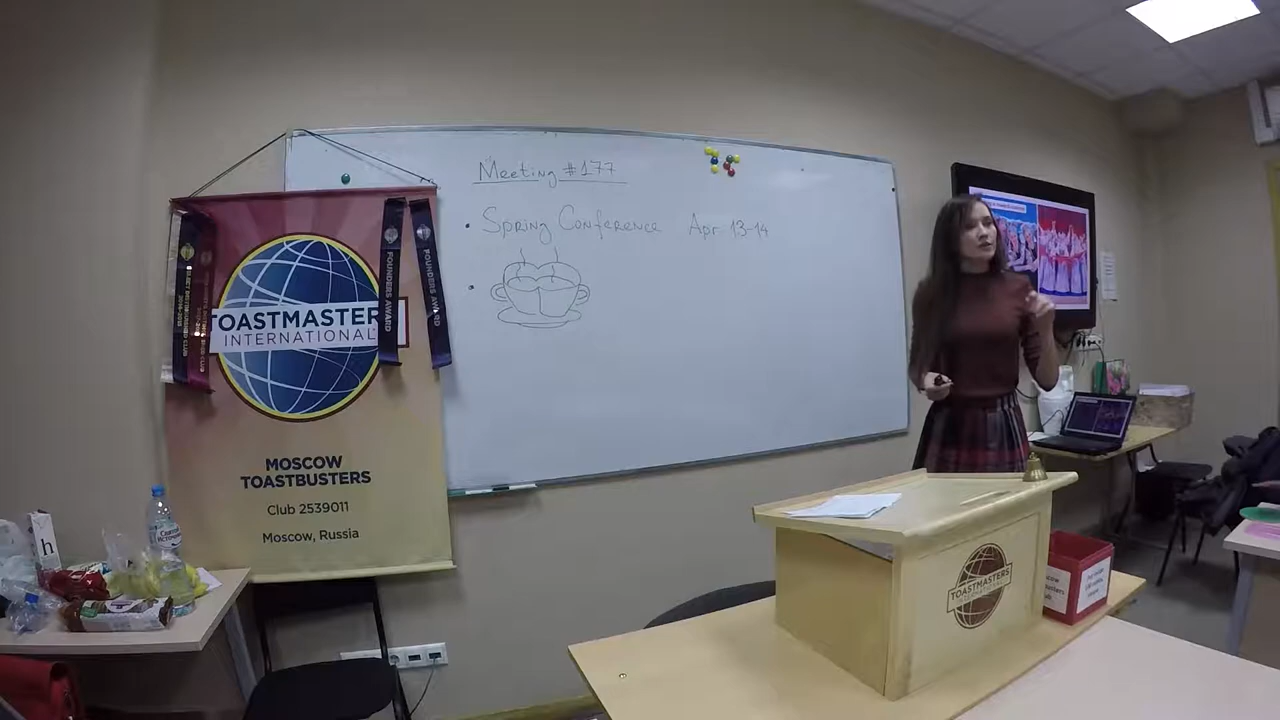 Meeting #177
• Spring Conference Apr 13-14
TOASTMASTERS
INTERNATIONAL
FOUNDERS AWARD
FOUNDERS AWARD
MOSCOW
TOASTBUSTERS
Club 2539011
Moscow, Russia
h
TOASTMASTERS
INTERNATIONAL